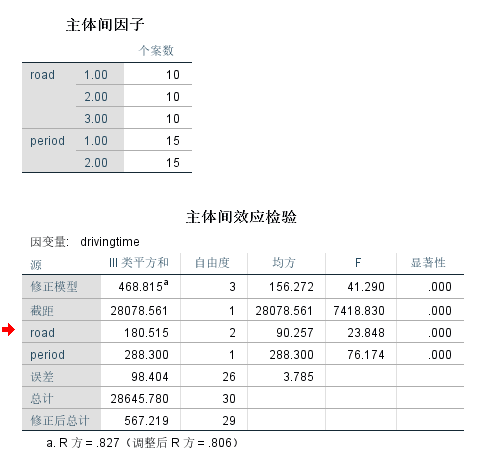 主体间因子
个案数
road 1.00 10
2.00 10
3.00 10
period 1.00 15
2.00 15
主体间效应检验
因变量: drivingtime
源 III 类平方和 自由度 均方 F 显著性
修正模型 468.815a 3 156.272 41.290 .000
截距 28078.561 1 28078.561 7418.830 .000
road 180.515 2 90.257 23.848 .000
period 288.300 1 288.300 76.174 .000
误差 98.404 26 3.785
总计 28645.780 30
修正后总计 567.219 29
a. R 方 = .827（调整后 R 方 = .806）